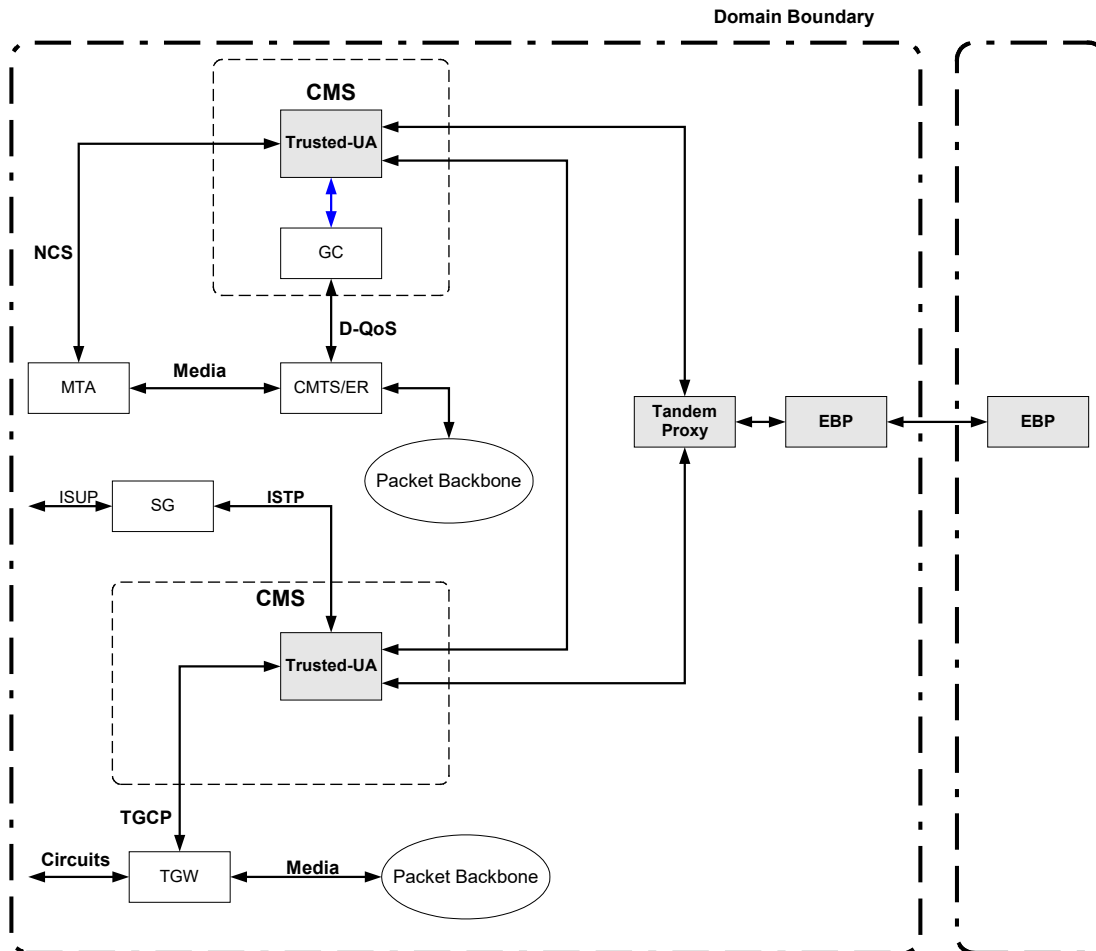 Domain Boundary
CMS
Trusted-UA
GC
NCS
D-QoS
MTA
Media
CMTS/ER
Packet Backbone
Tandem
Proxy
EBP
EBP
ISUP
SG
ISTP
CMS
Trusted-UA
TGCP
Circuits
TGW
Media
Packet Backbone